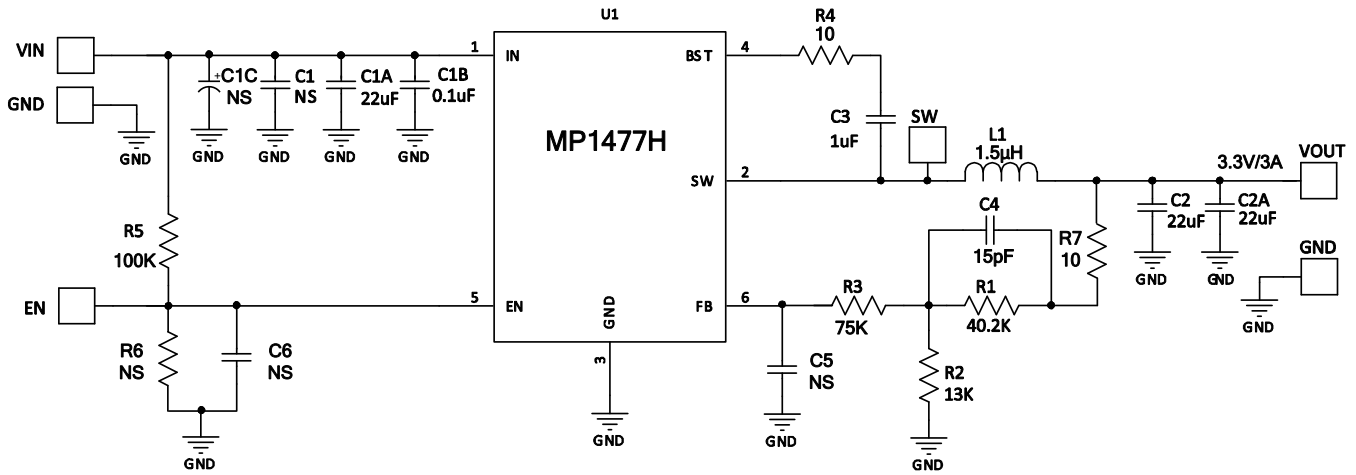 U1
VIN
GND
GND
C1C
NS
GND
C1
NS
GND
C1A
22uF
GND
C1B
0.1uF
GND
R5
100K
EN
R6
NS
C6
NS
GND
1
IN
5
EN
MP1477H
GND
3
GND
BST
4
SW
2
FB
6
R4
10
C3
1uF
SW
L1
1.5µH
3.3V/3A
VOUT
C4
15pF
R7
10
C2
22uF
GND
C2A
22uF
GND
GND
GND
R3
75K
R1
40.2K
C5
NS
GND
R2
13K
GND